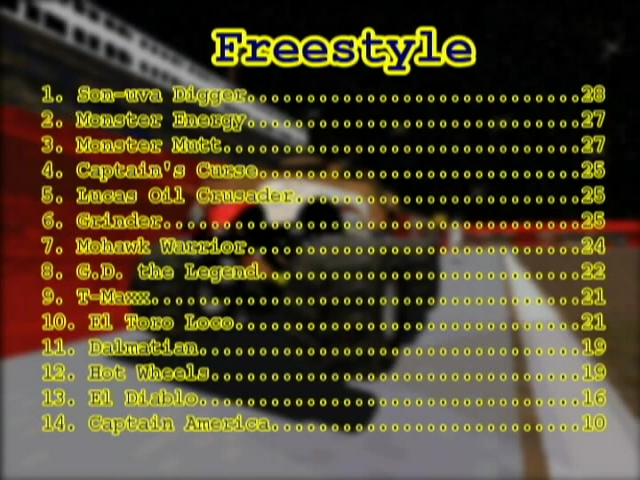 Freestyle
1. Son-uva Digger............................28
2. Monster Energy............................27
3. Monster Mutt..............................27
4. Captain's Curse...........................25
5. Lucas Oil Crusader........................25
6. Grinder...................................25
7. Mohawk Warrior............................24
8. G.D. the Legend...........................22
9. T-Maxx....................................21
10. El Toro Loco.............................21
11. Dalmatian................................19
12. Hot Wheels...............................19
13. El Diablo................................16
14. Captain America..........................10